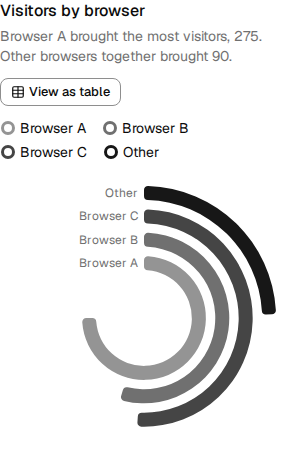 Visitors by browser
Browser A brought the most visitors, 275.
Other browsers together brought 90.
View as table
Browser A
Browser B
Browser C
Other
Other
Browser C
Browser B
Browser A